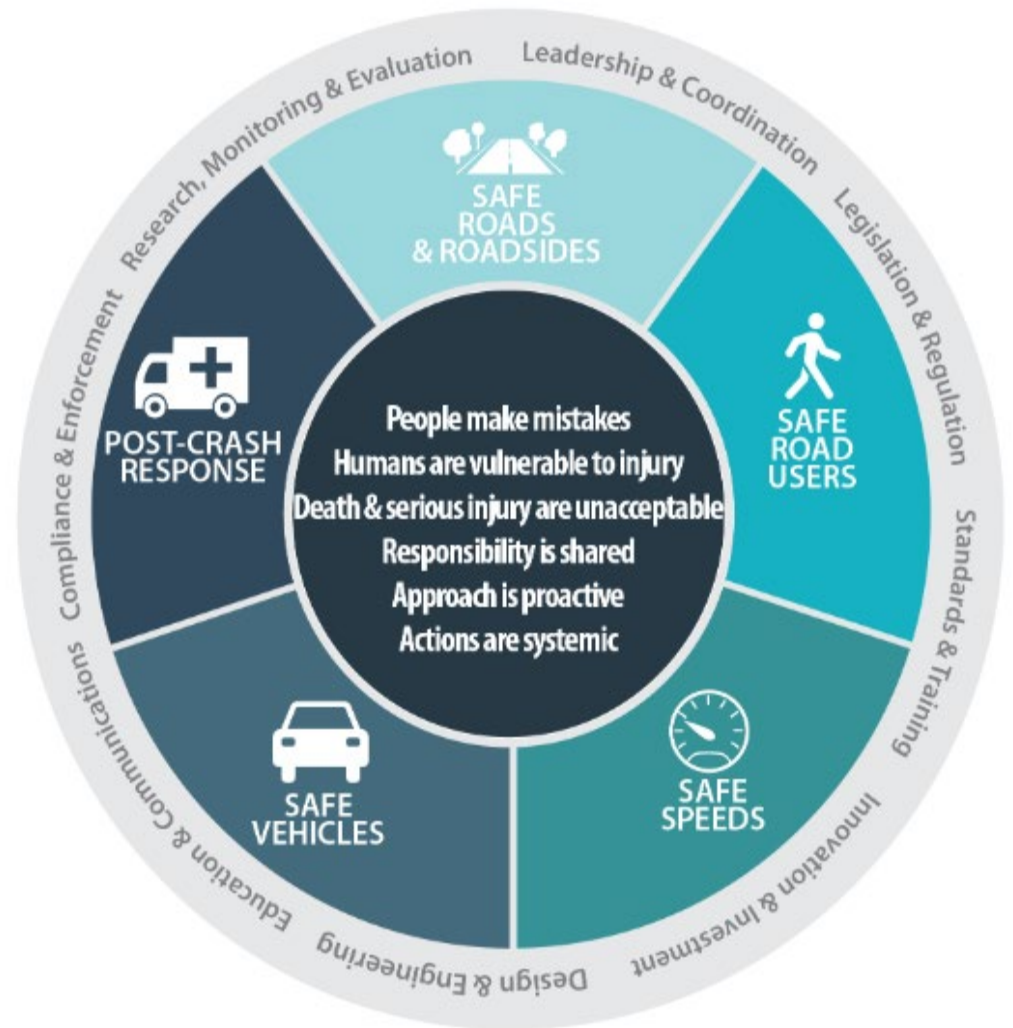 Leadership & Coordination
Legislation & Regulation
Standards & Training
Innovation & Investment
Design & Engineering
Education & Communications
Compliance & Enforcement
Research, Monitoring & Evaluation
SAFE
ROADS
& ROADSIDES
SAFE
ROAD
USERS
SAFE
SPEEDS
SAFE
VEHICLES
POST-CRASH
RESPONSE
People make mistakes
Humans are vulnerable to injury
Death & serious injury are unacceptable
Responsibility is shared
Approach is proactive
Actions are systemic